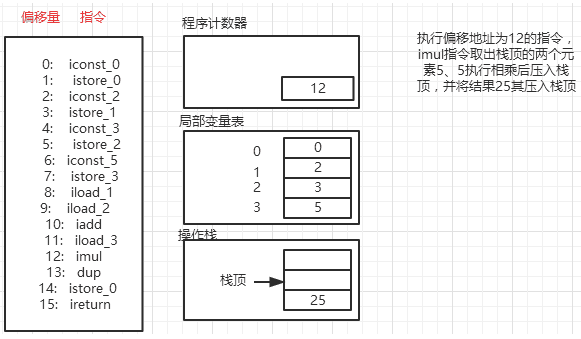 偏移量 指令
0: iconst_0
1: istore_0
2: iconst_2
3: istore_1
4: iconst_3
5: istore_2
6: iconst_5
7: istore_3
8: iload_1
9: iload_2
10: iadd
11: iload_3
12: imul
13: dup
14: istore_0
15: ireturn
程序计数器
12
局部变量表
0 0
1 2
2 3
3 5
操作栈
栈顶
25
执行偏移地址为12的指令，
imul指令取出栈顶的两个元
素5、5执行相乘后压入栈
顶，并将结果25其压入栈顶